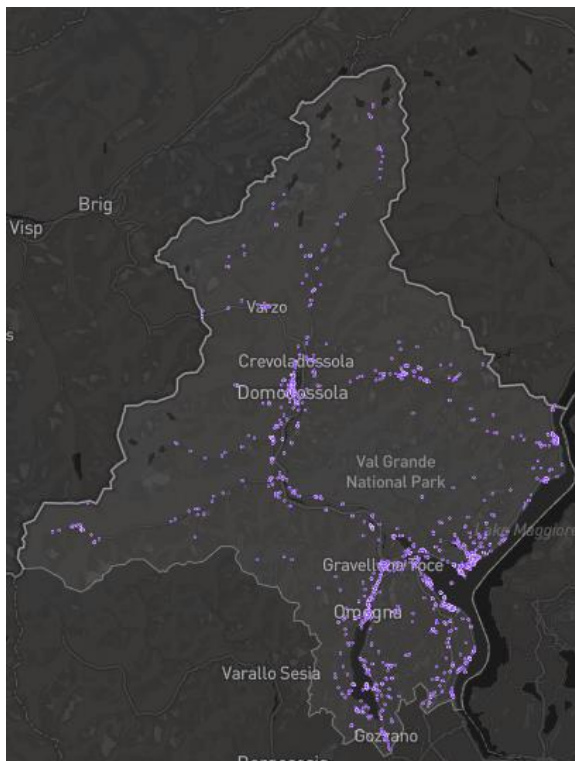 Brig
Visp
s
Varzo
Crevoladossola
Domodossola
Val Grande
National Park
Lake Maggiore
Gravellona Toce
Omegna
Varallo Sesia
Gozzano